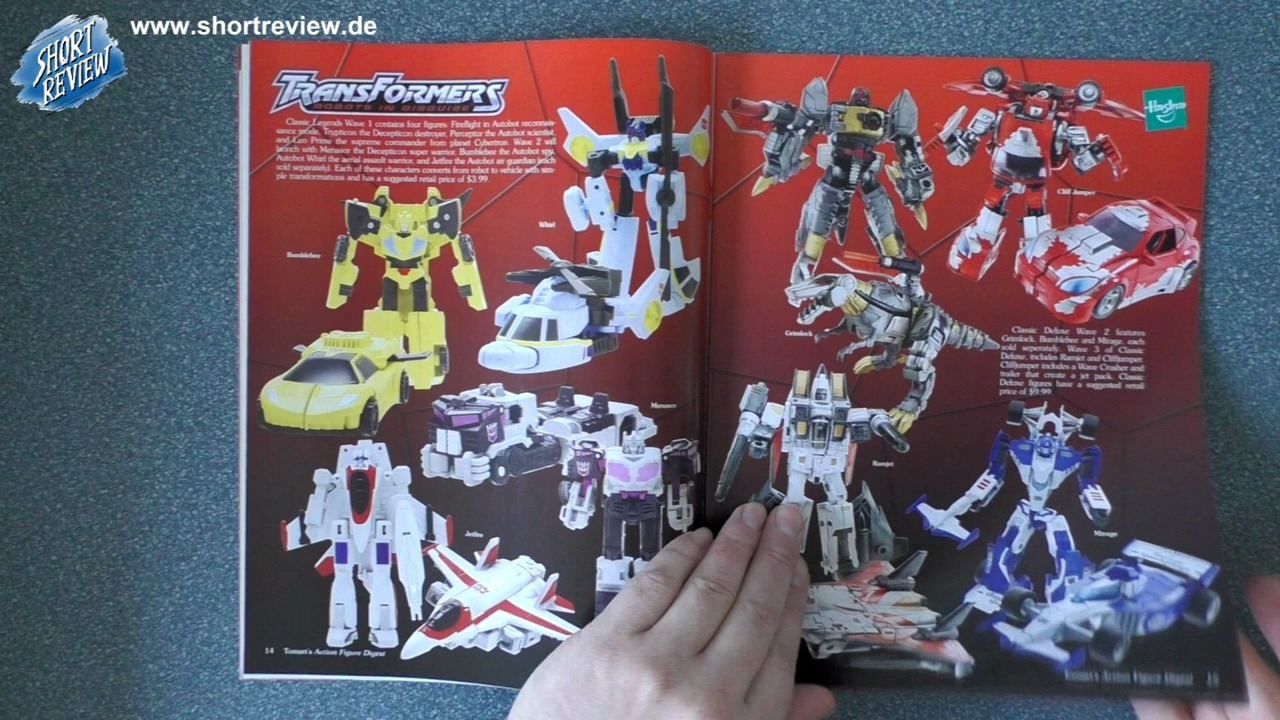 SHORT
REVIEW
www.shortreview.de
TRANSFORMERS
ROBOTS IN DISGUISE
Classic Legends Wave 1 contains four figures. Fireflight in Autobot reconnais-
sance mode, Trypticon the Decepticon destroyer, Perceptor the Autobot scientist,
and Leo Prime the supreme commander from planet Cybertron. Wave 2 will
launch with Menasor the Decepticon super warrior, Bumblebee the Autobot spy,
Autobot Whirl the aerial assault warrior, and Jetfire the Autobot air guardian (each
sold separately). Each of these characters converts from robot to vehicle with sim-
ple transformations and has a suggested retail price of $3.99.
Bumblebee
Whirl
Menasor
Jetfire
14 Tomart's Action Figure Digest
Hasbro
Cliff Jumper
Grimlock
Classic Deluxe Wave 2 features
Grimlock, Bumblebee and Mirage, each
sold seperately. Wave 3 of Classic
Deluxe, includes Ramjet and Cliffjumper.
Cliffjumper includes a Wave Crusher and
trailer that create a jet pack. Classic
Deluxe figures have a suggested retail
price of $9.99.
Ramjet
Mirage
Tomart's Action Figure Digest